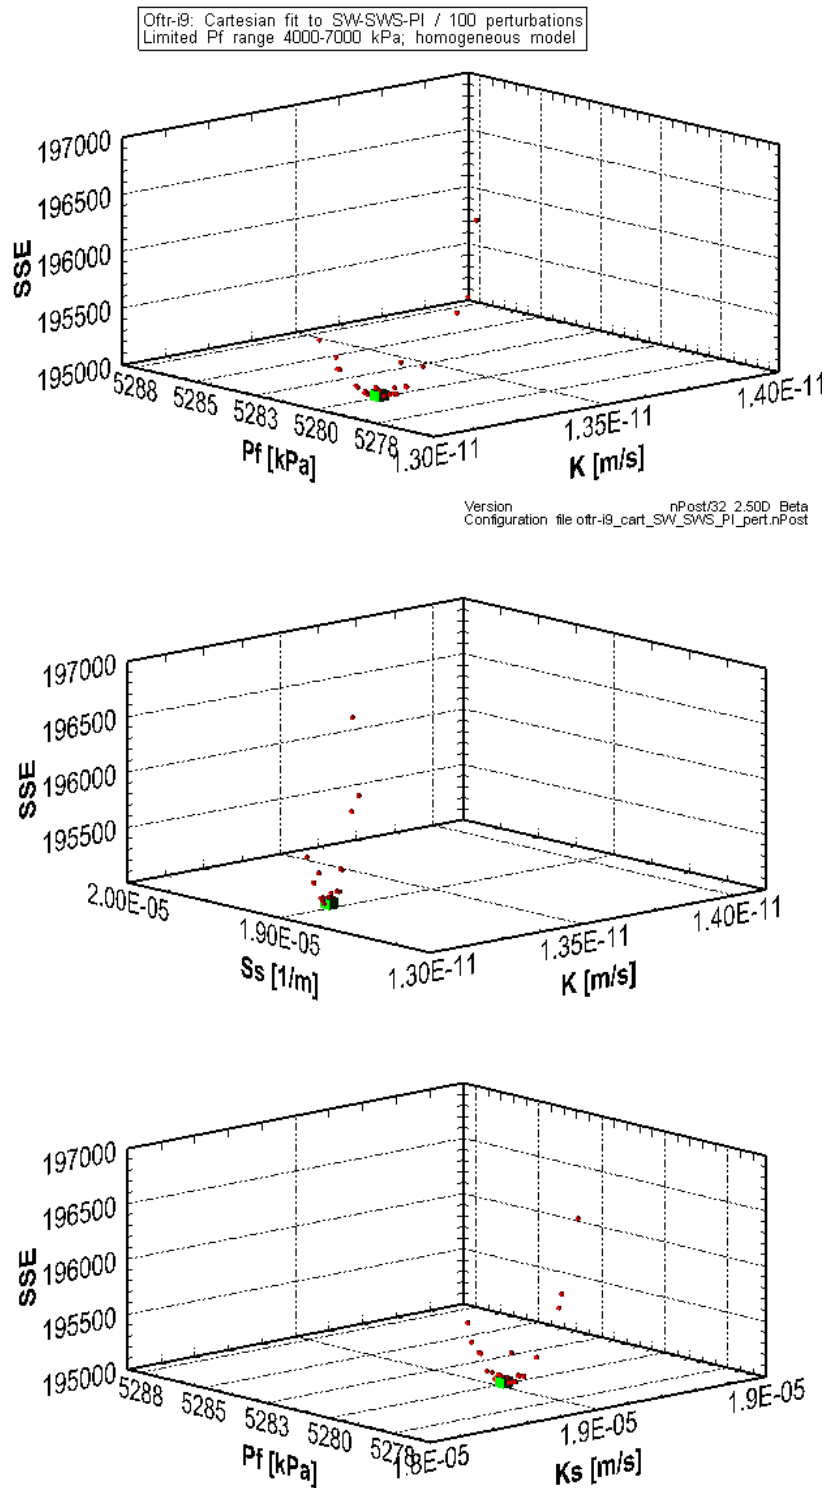 Oftr-i9: Cartesian fit to SW-SWS-PI / 100 perturbations
Limited Pf range 4000-7000 kPa; homogeneous model
197000
196500
196000
195500
195000
SSE
5288
5285
5283
5280
5278
Pf [kPa]
1.30E-11
1.35E-11
1.40E-11
K [m/s]
Version nPost/32 2.50D Beta
Configuration file oftr-i9_cart_SW_SWS_PI_pert.nPost
197000
196500
196000
195500
SSE
2.00E-05
1.90E-05
Ss [1/m]
1.30E-11
1.35E-11
1.40E-11
K [m/s]
197000
196500
196000
195500
195000
SSE
5288
5285
5283
5280
5278
Pf [kPa]
1.8E-05
1.9E-05
1.9E-05
Ks [m/s]